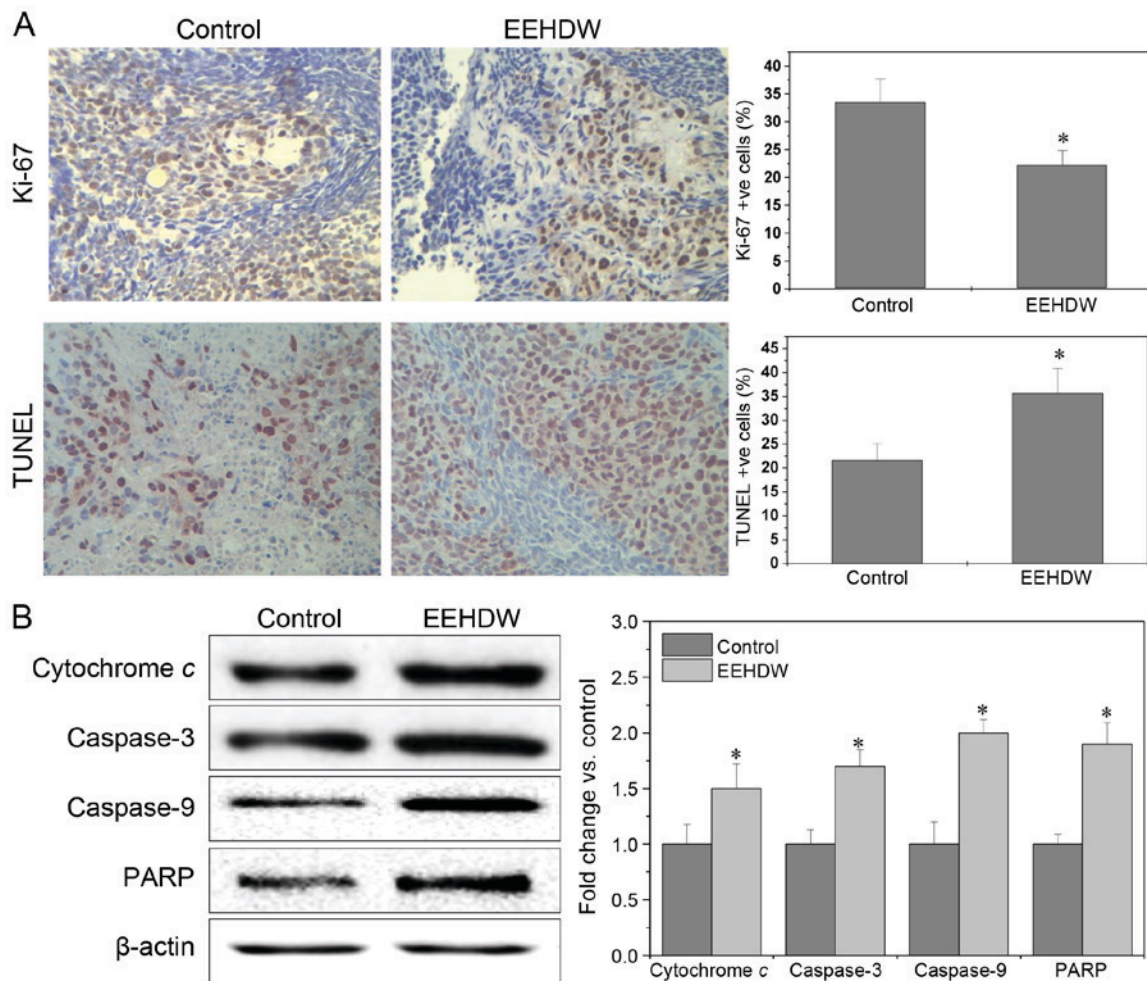 A
Control
EEHDW
Ki-67
TUNEL
Ki-67 +ve cells (%)
40
35
30
25
20
15
10
5
0
*
Control
EEHDW
TUNEL +ve cells (%)
45
40
35
30
25
20
15
10
5
0
*
Control
EEHDW
B
Control
EEHDW
Cytochrome c
Caspase-3
Caspase-9
PARP
β-actin
Fold change vs. control
3.0
2.5
2.0
1.5
1.0
0.5
0.0
Control
EEHDW
*
*
*
*
Cytochrome c
Caspase-3
Caspase-9
PARP